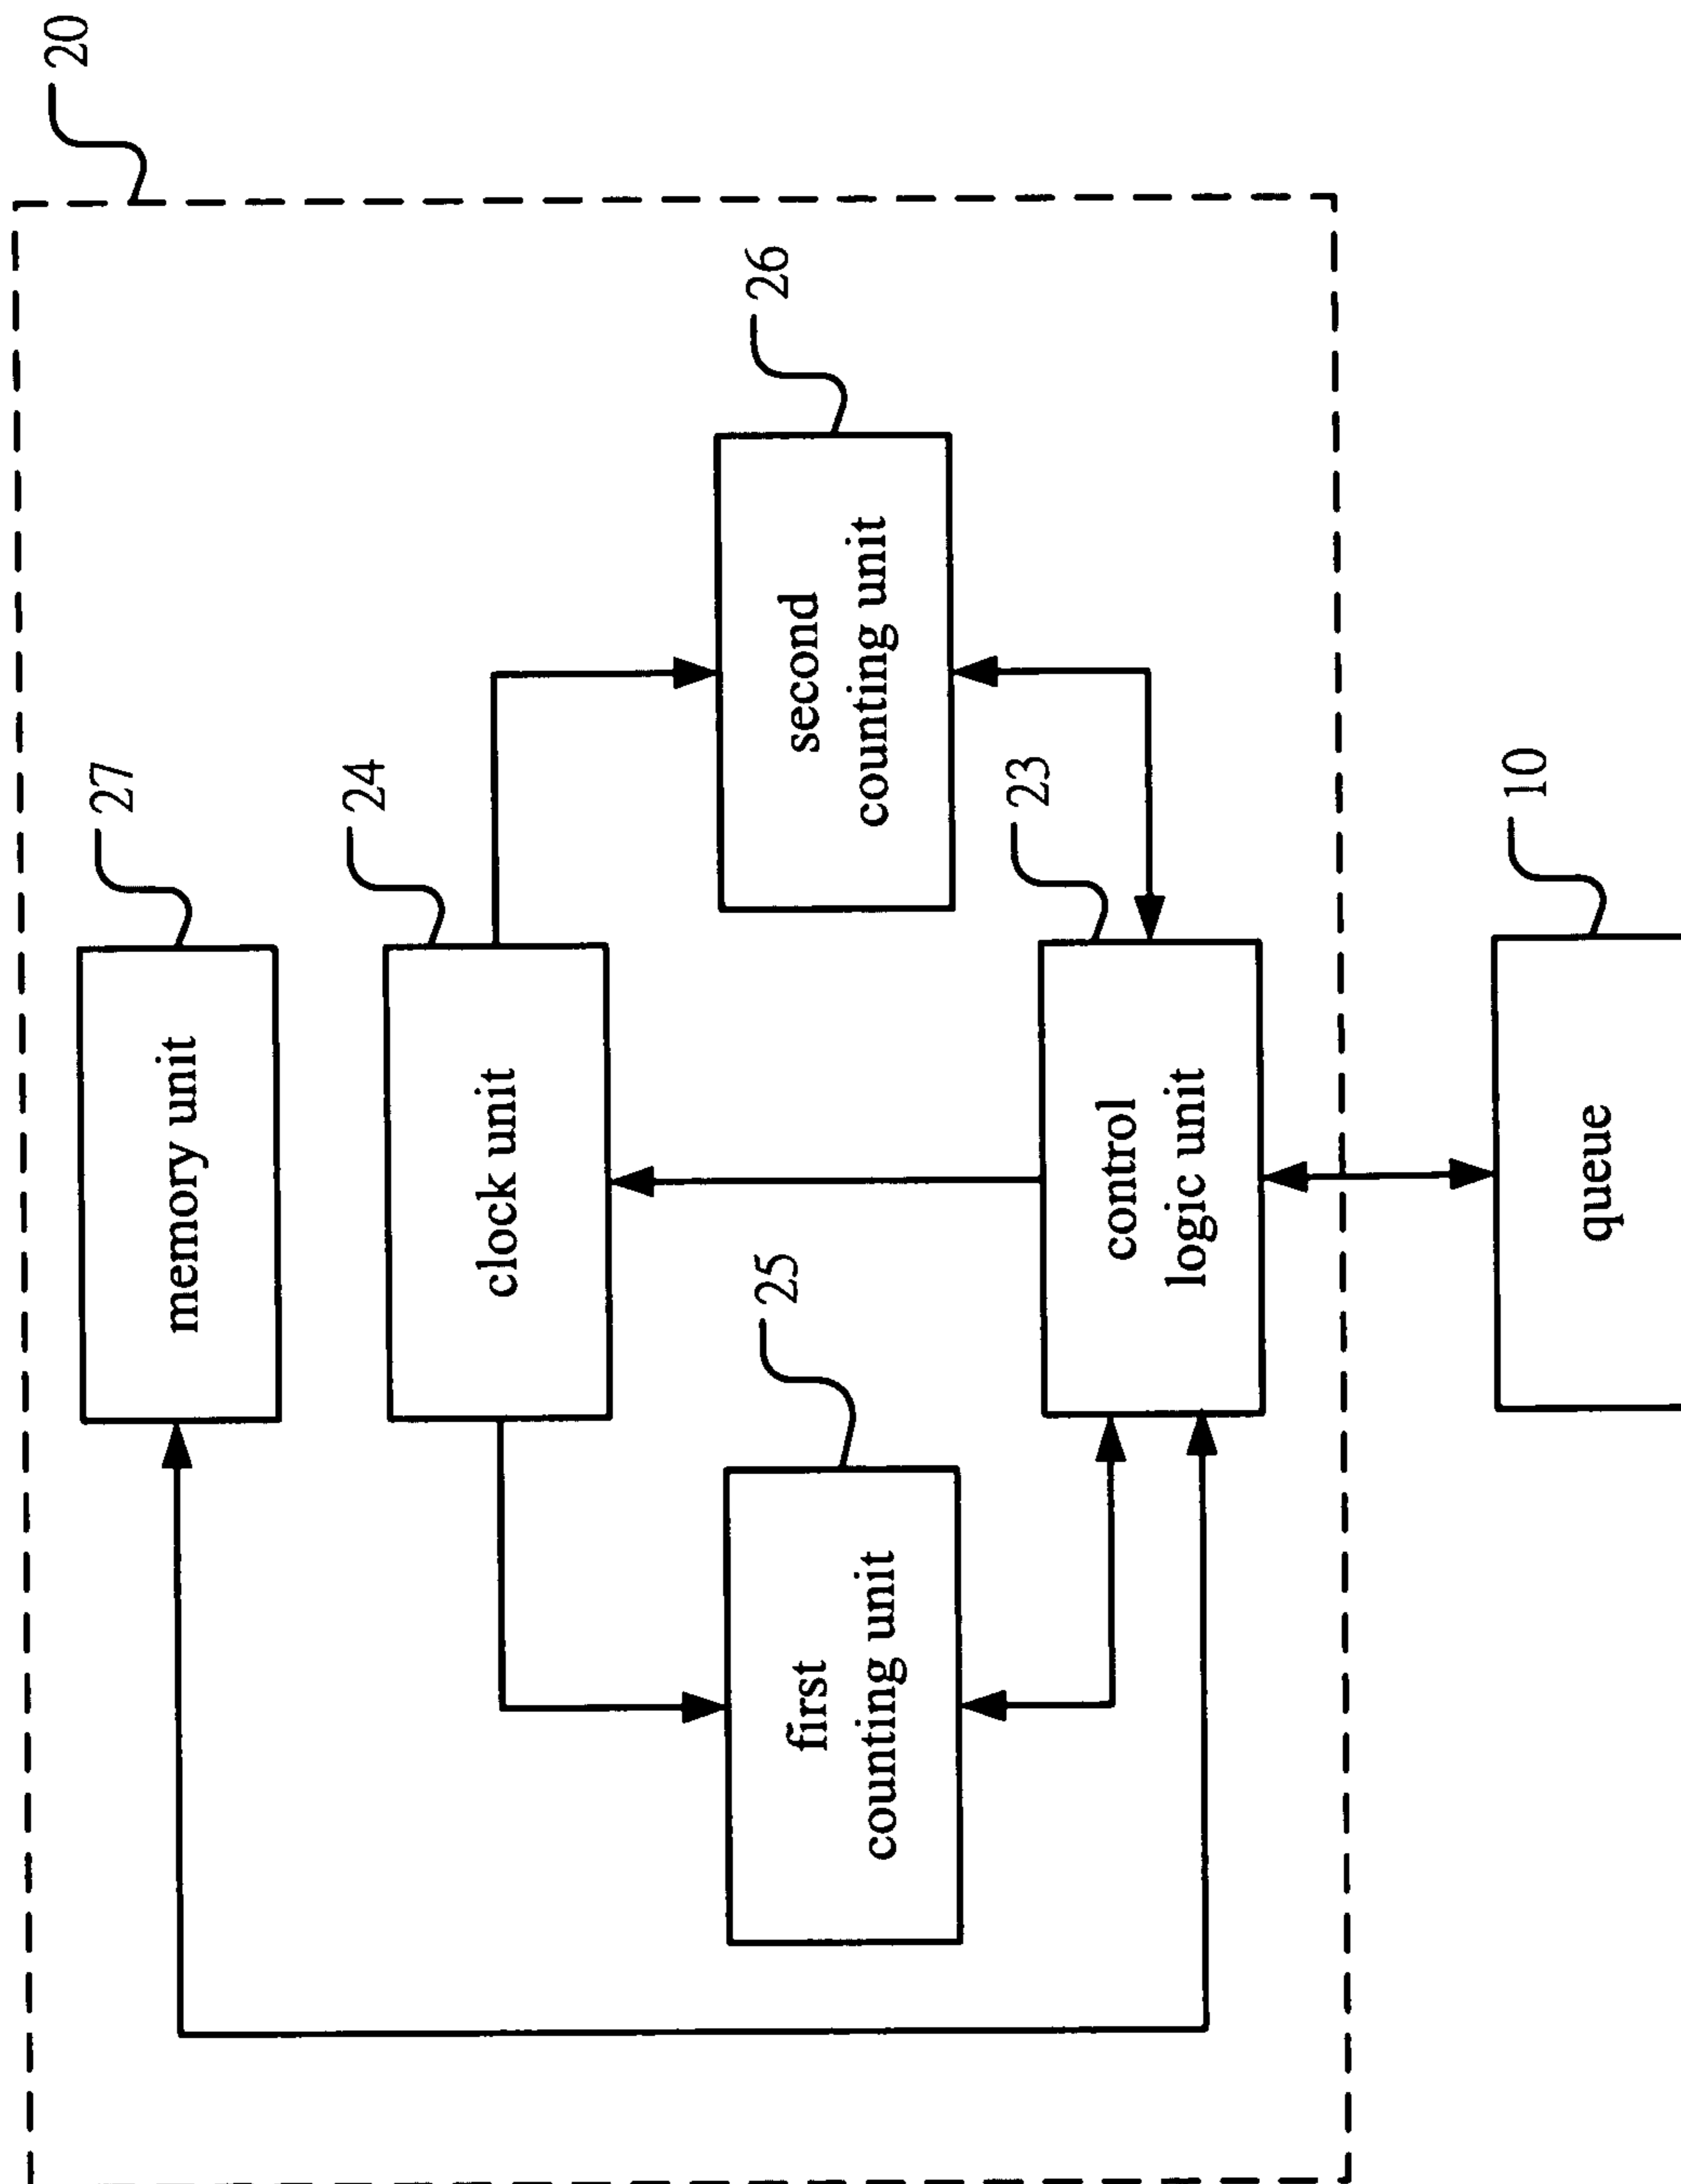 20
27
memory unit
24
clock unit
26
second
counting unit
25
first
counting unit
23
control
logic unit
10
queue